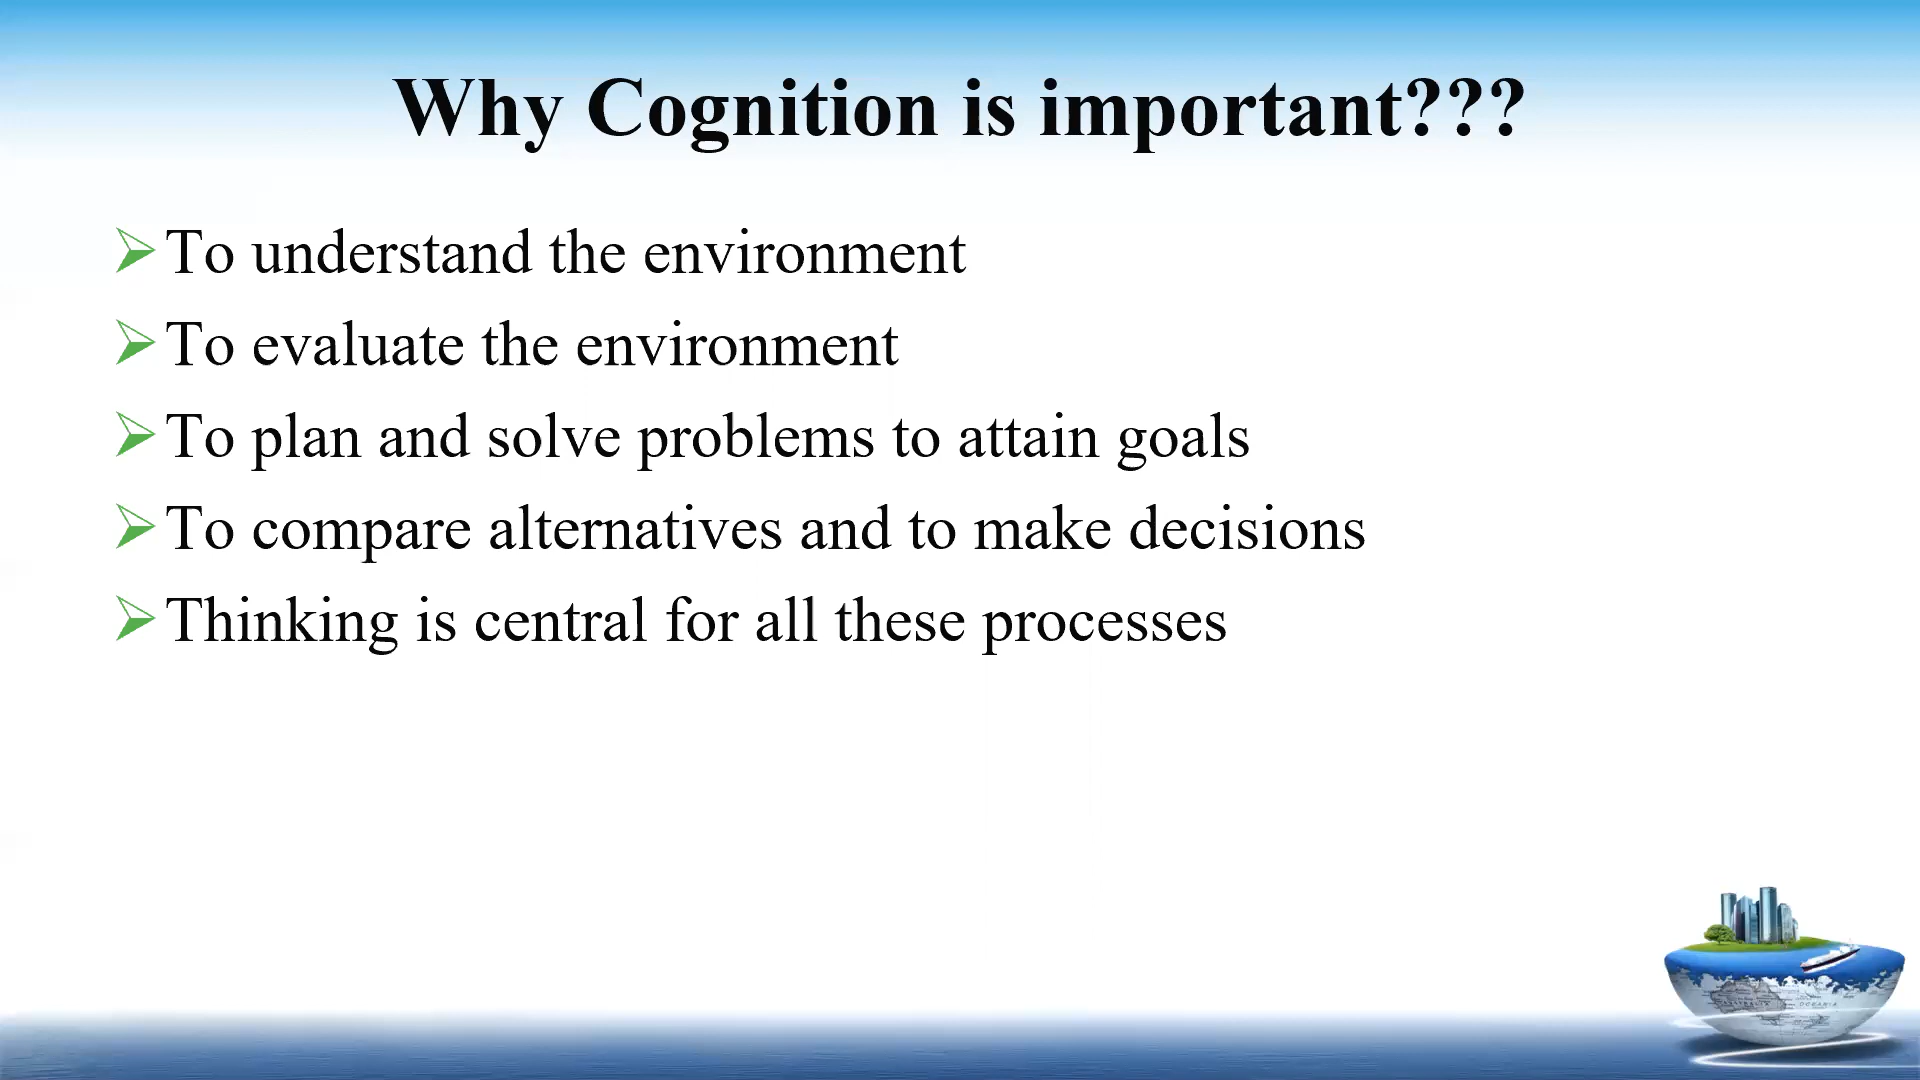 Why Cognition is important???
To understand the environment
To evaluate the environment
To plan and solve problems to attain goals
To compare alternatives and to make decisions
Thinking is central for all these processes
OCEANIA